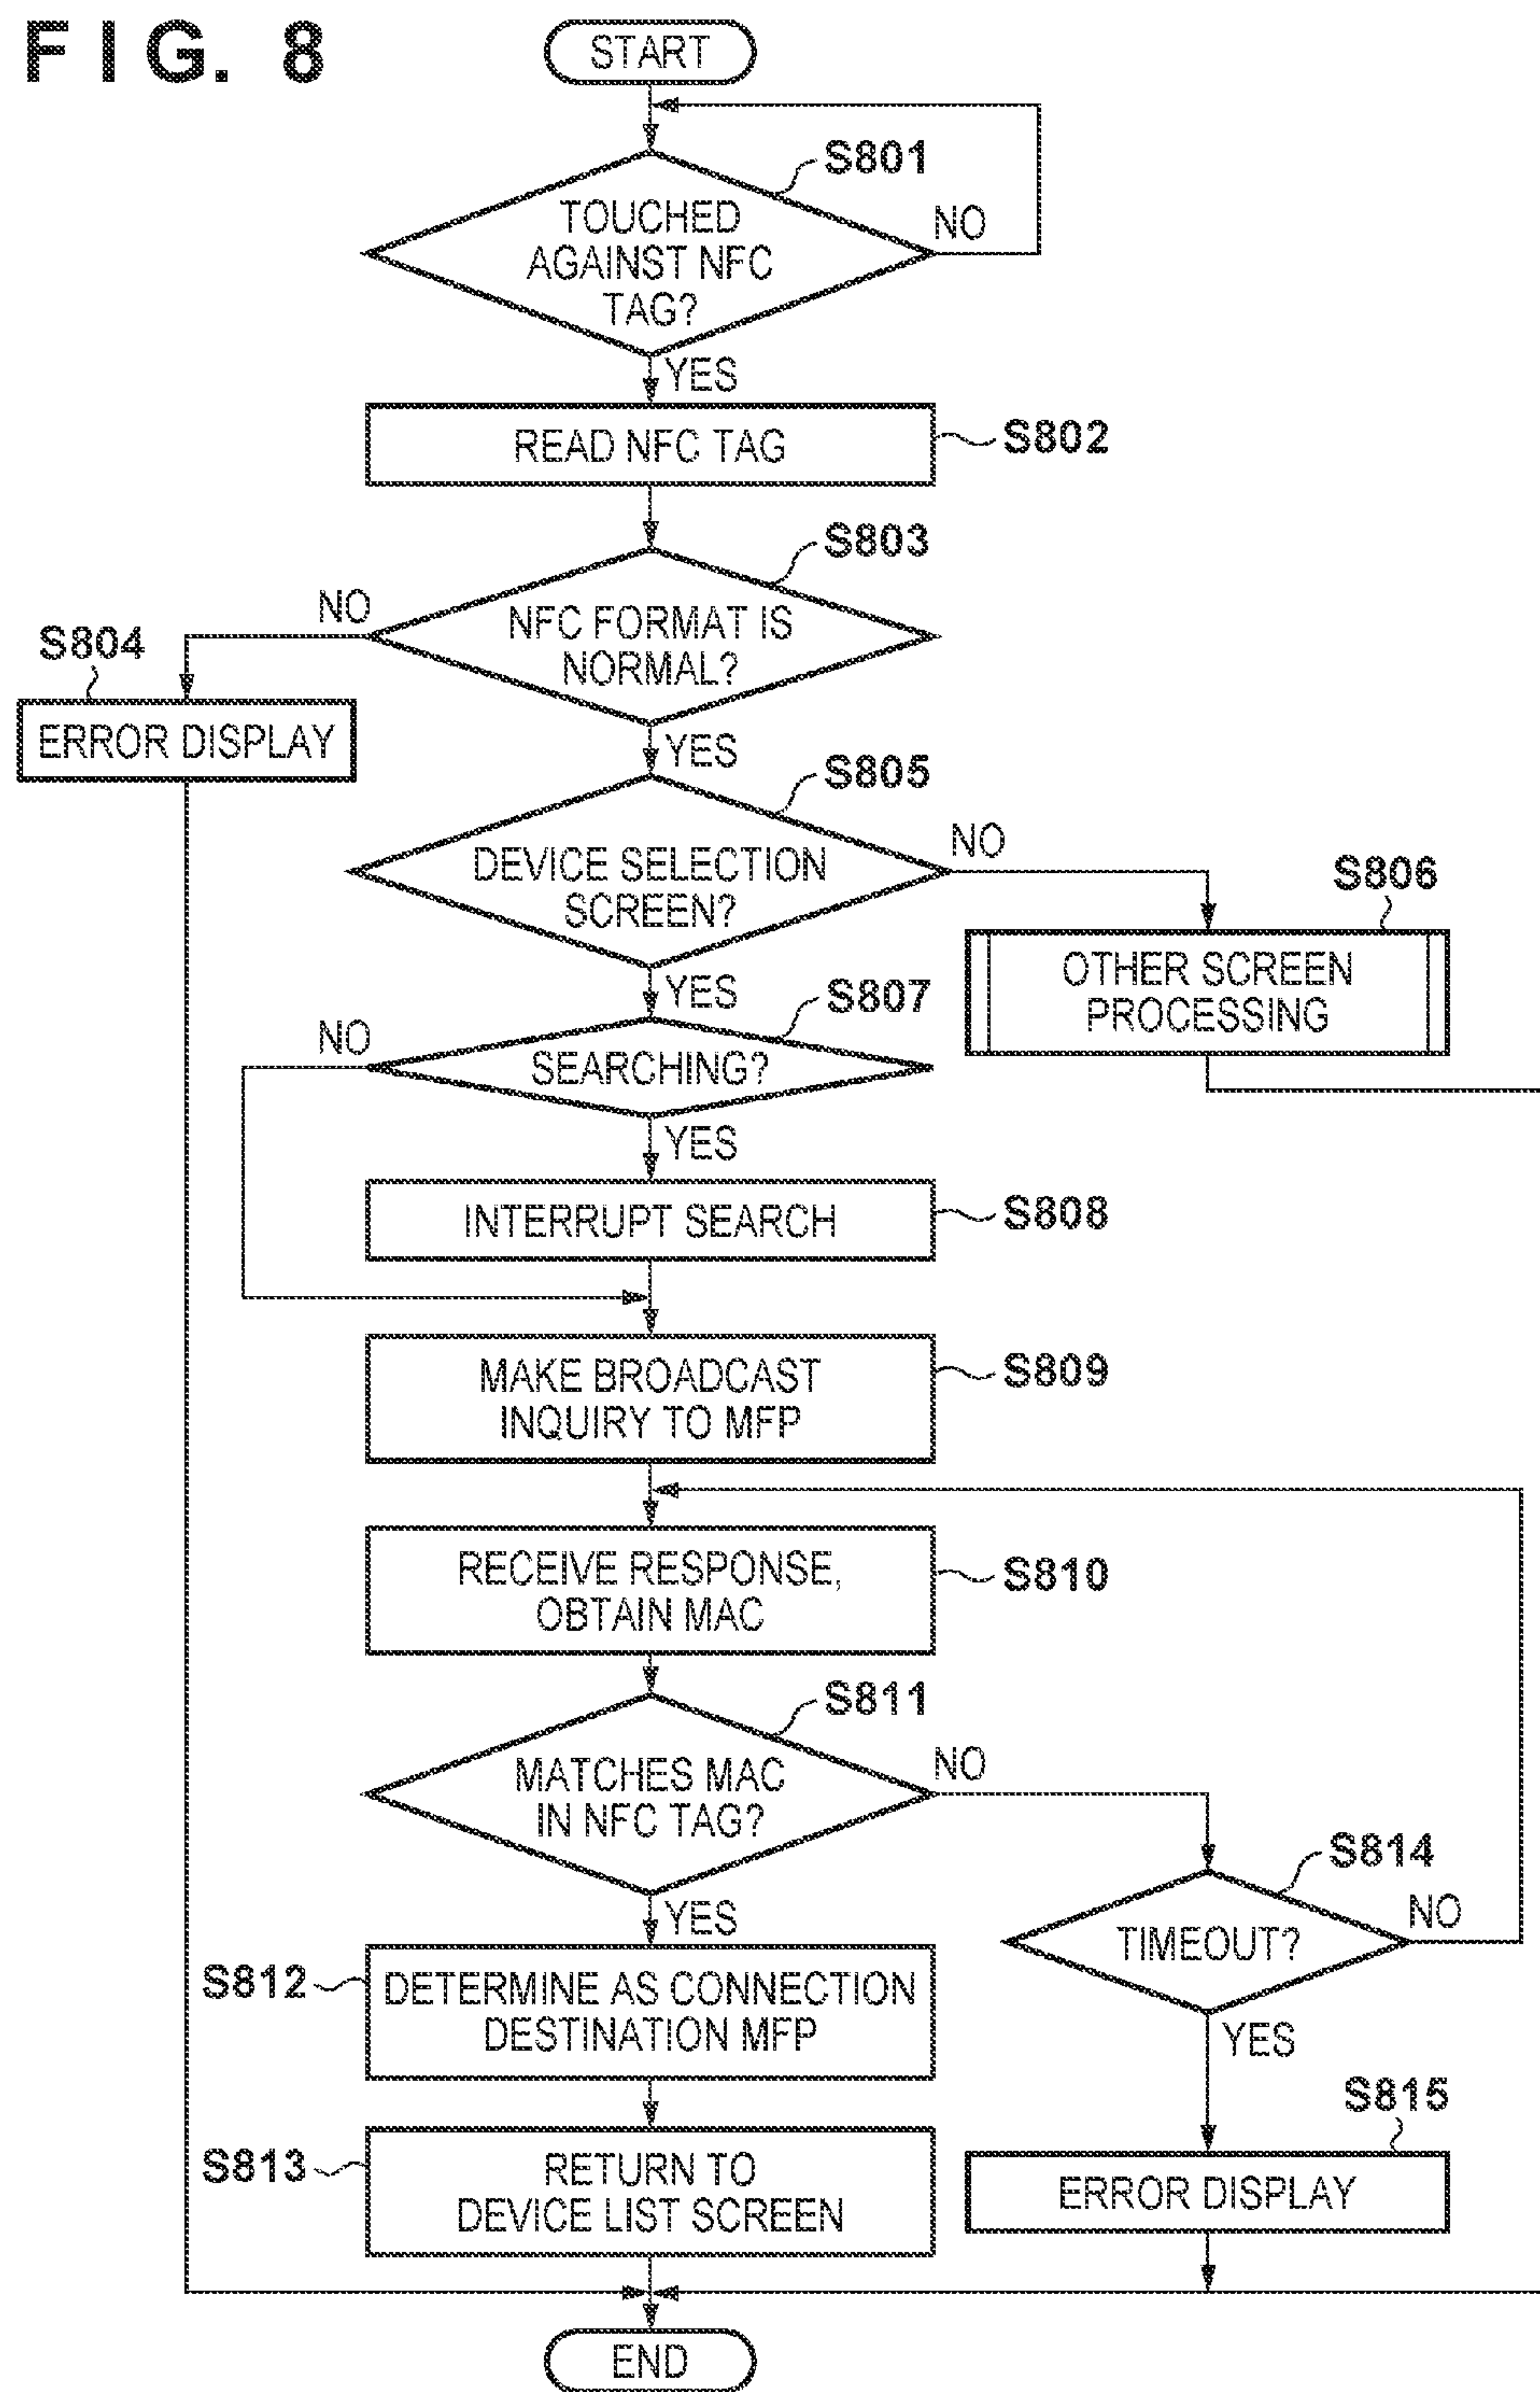 FIG. 8
START
S801
TOUCHED
AGAINST NFC
TAG?
NO
YES
READ NFC TAG
S802
S803
NFC FORMAT IS
NORMAL?
NO
S804
ERROR DISPLAY
YES
S805
DEVICE SELECTION
SCREEN?
NO
S806
OTHER SCREEN
PROCESSING
YES
S807
SEARCHING?
NO
YES
INTERRUPT SEARCH
S808
MAKE BROADCAST
INQUIRY TO MFP
S809
RECEIVE RESPONSE,
OBTAIN MAC
S810
S811
MATCHES MAC
IN NFC TAG?
NO
S814
TIMEOUT?
NO
YES
YES
S812
DETERMINE AS CONNECTION
DESTINATION MFP
S815
ERROR DISPLAY
S813
RETURN TO
DEVICE LIST SCREEN
END